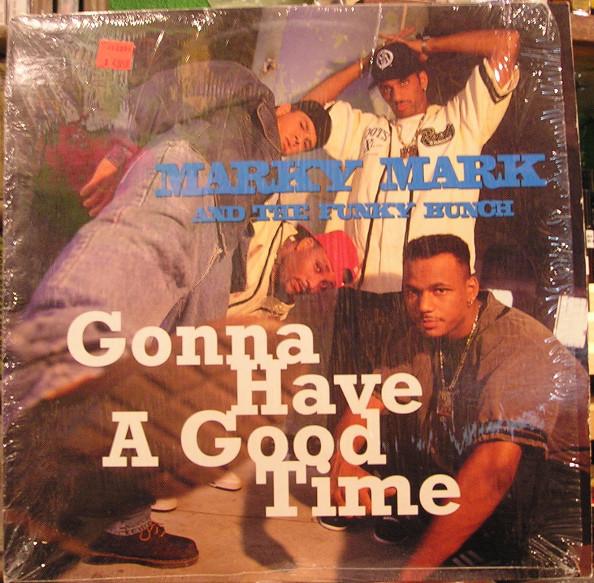 MARKY MARK
AND THE FUNKY BUNCH
Gonna
Have
A Good
Time